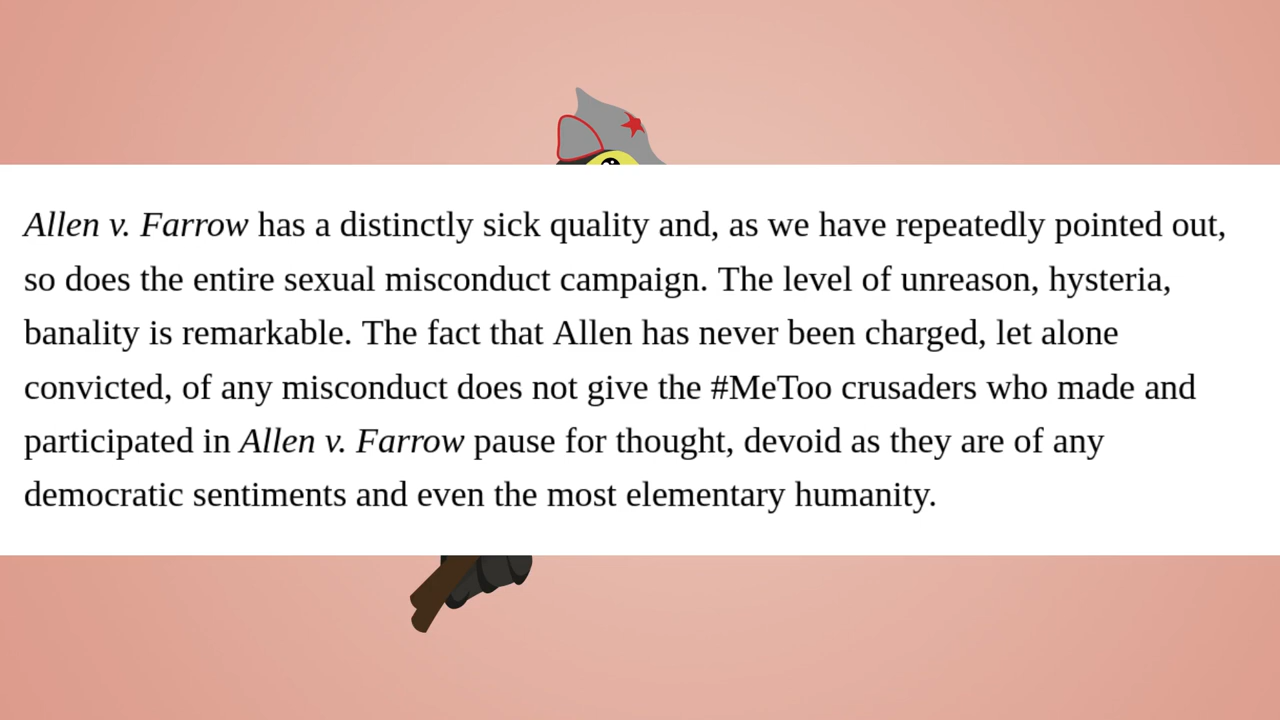 Allen v. Farrow has a distinctly sick quality and, as we have repeatedly pointed out,
so does the entire sexual misconduct campaign. The level of unreason, hysteria,
banality is remarkable. The fact that Allen has never been charged, let alone
convicted, of any misconduct does not give the #MeToo crusaders who made and
participated in Allen v. Farrow pause for thought, devoid as they are of any
democratic sentiments and even the most elementary humanity.